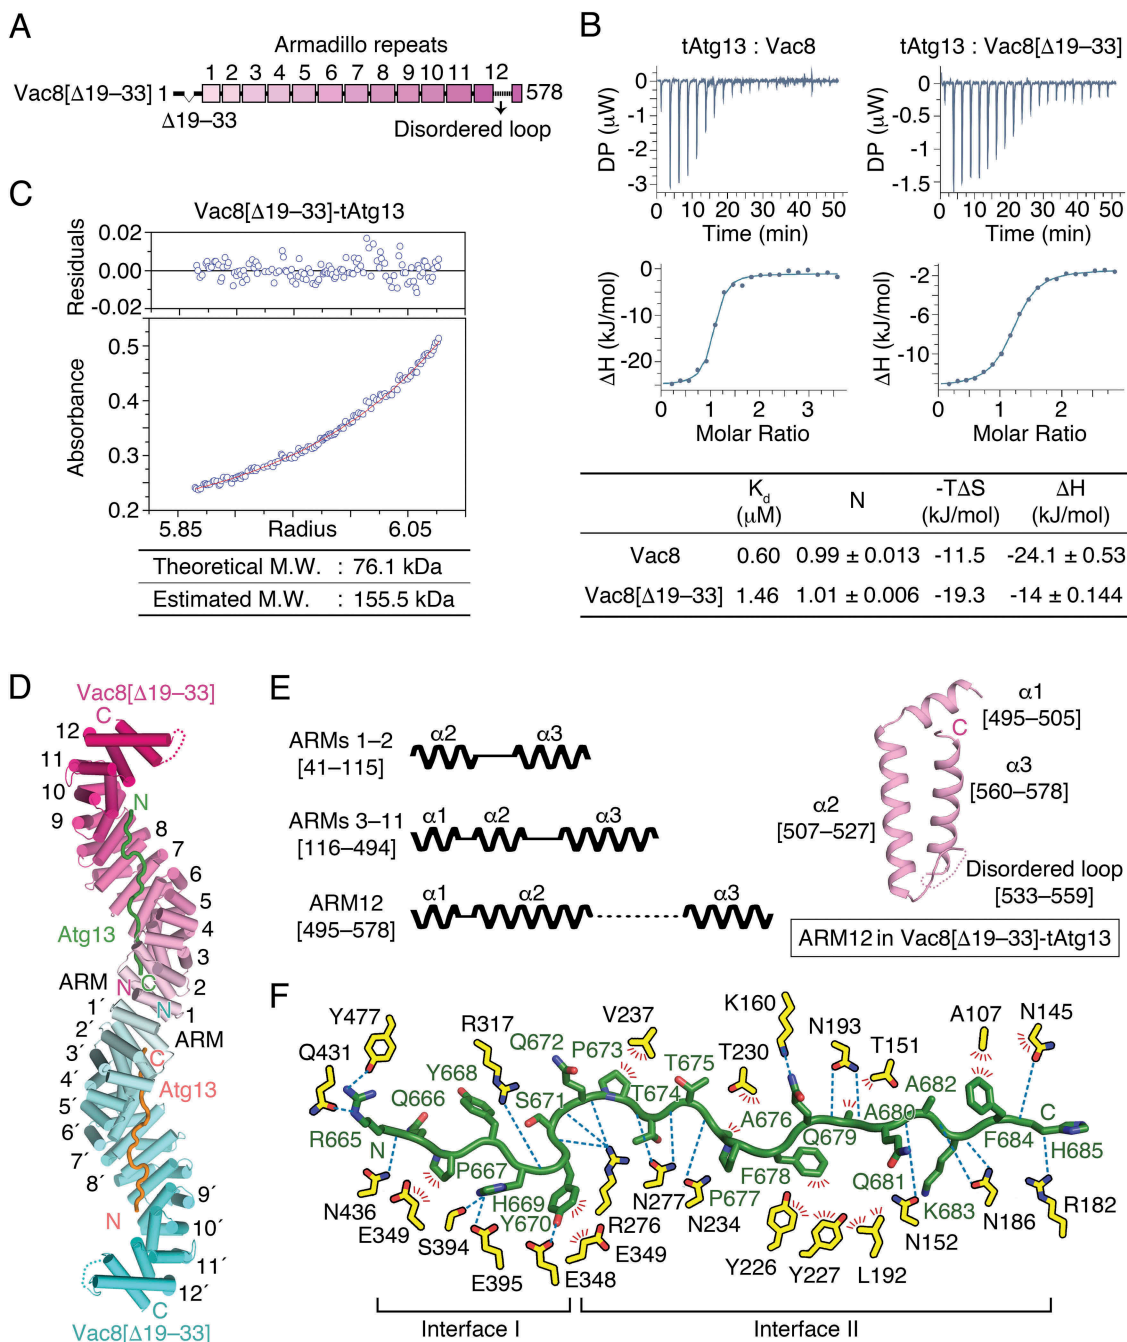 A
Armadillo repeats
1 2 3 4 5 6 7 8 9 10 11 12
Vac8[Δ19–33] 1
578
Δ19–33
Disordered loop
B
tAtg13 : Vac8
0
-1
-2
-3
DP (μW)
0 10 20 30 40 50
Time (min)
tAtg13 : Vac8[Δ19–33]
0
-0.5
-1
-1.5
DP (μW)
0 10 20 30 40 50
Time (min)
0
-10
-20
ΔH (kJ/mol)
0 1 2 3
Molar Ratio
-2
-6
-10
ΔH (kJ/mol)
0 1 2
Molar Ratio
Kd (μM) N -TΔS (kJ/mol) ΔH (kJ/mol)
Vac8 0.60 0.99 ± 0.013 -11.5 -24.1 ± 0.53
Vac8[Δ19–33] 1.46 1.01 ± 0.006 -19.3 -14 ± 0.144
C
Vac8[Δ19–33]-tAtg13
0.02
0.00
-0.02
Residuals
0.5
0.4
0.3
0.2
Absorbance
5.85 Radius 6.05
Theoretical M.W. : 76.1 kDa
Estimated M.W. : 155.5 kDa
D
Vac8[Δ19–33]
C
12
11
10
9
N
8
7
6
5
4
3
2
1
Atg13
ARM
N
C
N
ARM
1´
2´
3´
4´
5´
6´
7´
8´
C
Atg13
N
9´
10´
11´
12´
C
Vac8[Δ19–33]
E
ARMs 1–2
[41–115]
α2 α3
ARMs 3–11
[116–494]
α1 α2 α3
ARM12
[495–578]
α1 α2 α3
α1
[495–505]
C
α3
[560–578]
α2
[507–527]
Disordered loop
[533–559]
ARM12 in Vac8[Δ19–33]-tAtg13
F
Y477
Q431
R317
V237
K160
N193
A107
N145
T230
T151
Q672
P673
T675
Y668
Q666
S671
T674
A676
A680
A682
R665
N
P667
H669
Y670
Q679
F678
P677
Q681
K683
F684
C
H685
N436
E349
S394
E395
E348
E349
R276
N277
N234
Y226
Y227
L192
N152
N186
R182
Interface I
Interface II